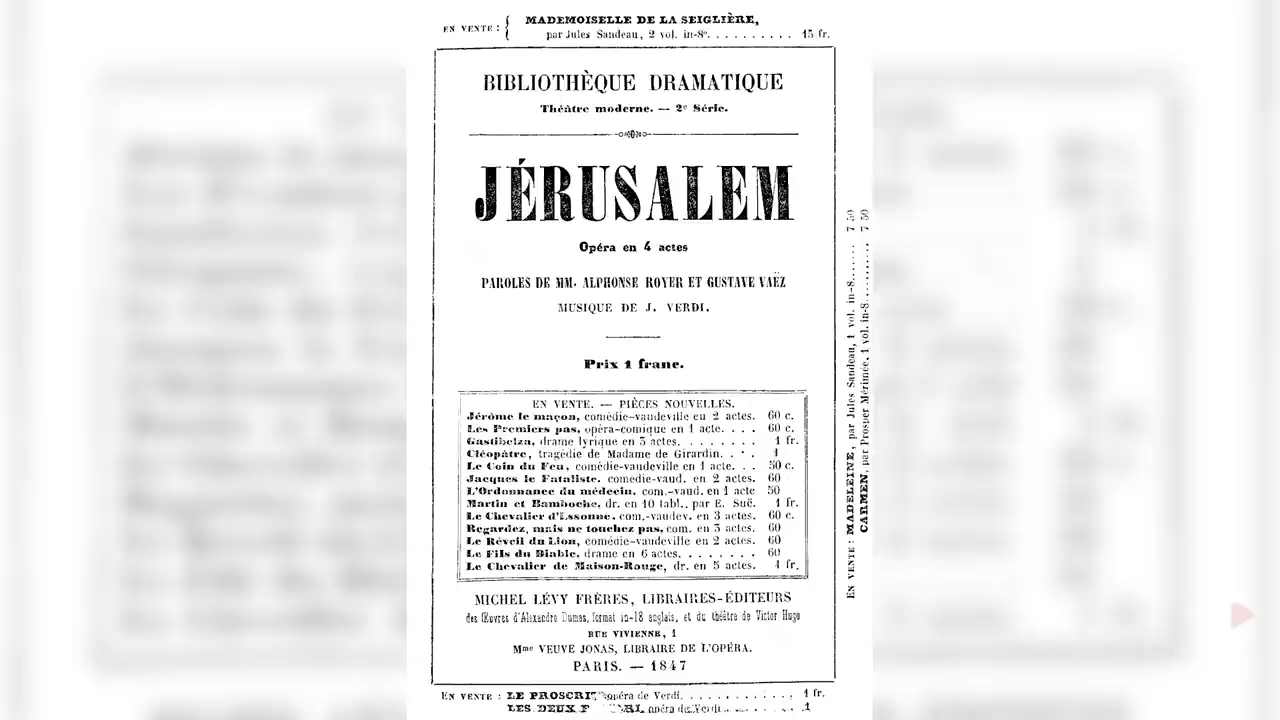 EN VENTE : { MADEMOISELLE DE LA SEIGLIÈRE,
par Jules Sandeau, 2 vol. in-8º. . . . . . . . . . 15 fr.
BIBLIOTHÈQUE DRAMATIQUE
Théâtre moderne. — 2e Série.
JÉRUSALEM
Opéra en 4 actes
PAROLES DE MM. ALPHONSE ROYER ET GUSTAVE VAËZ
MUSIQUE DE J. VERDI.
Prix 1 franc.
EN VENTE. — PIÈCES NOUVELLES.
Jérôme le maçon, comédie-vaudeville en 2 actes. 60 c.
Les Premiers pas, opéra-comique en 1 acte. . . . 60 c.
Gastibelza, drame lyrique en 3 actes. . . . . . . . 1 fr.
Cléopâtre, tragédie de Madame de Girardin. . . . 1
Le Coin du Feu, comédie-vaudeville en 1 acte. . . 50 c.
Jacques le Fataliste. comedie-vaud. en 2 actes. 60
L'Ordonnance du médecin, com.-vaud. en 1 acte 50
Martin et Bamboche, dr. en 10 tabl., par E. Suë. 1 fr.
Le Chevalier d'Essonne, com.-vaudev. en 3 actes. 60 c.
Regardez, mais ne touchez pas, com. en 3 actes. 60
Le Réveil du Lion, comédie-vaudeville en 2 actes. 60
Le Fils du Diable, drame en 6 actes. . . . . . . . 60
Le Chevalier de Maison-Rouge, dr. en 5 actes. 1 fr.
MICHEL LÉVY FRÈRES, LIBRAIRES-ÉDITEURS
des Œuvres d'Alexandre Dumas, format in-18 anglais, et du théâtre de Victor Hugo
RUE VIVIENNE, 1
Mme VEUVE JONAS, LIBRAIRE DE L'OPÉRA.
PARIS. — 1847
EN VENTE : LE PROSCRIT, opéra de Verdi. . . . . . . . . . . 1 fr.
LES DEUX opéra de Verdi. . . . . . . 1
EN VENTE : MADELEINE, par Jules Sandeau, 1 vol. in-8...... 7 50
CARMEN, par Prosper Mérimée, 1 vol. in-8.......... 7 50